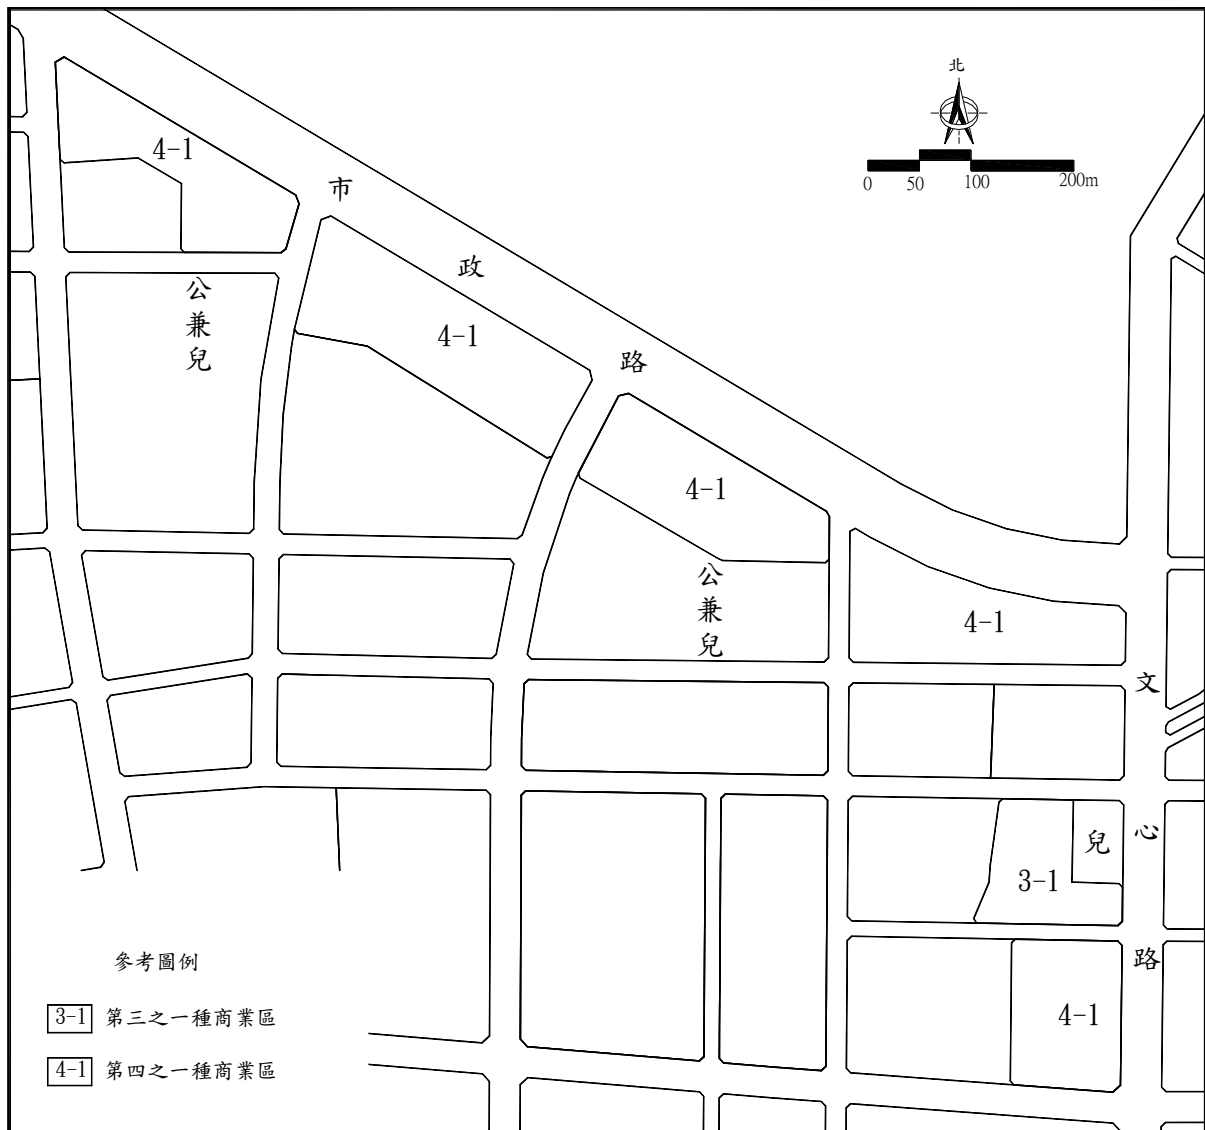 北
0 50 100 200m
4-1
市
政
路
公
兼
兒
4-1
4-1
公
兼
兒
4-1
文
心
路
兒
3-1
4-1
參考圖例
3-1 第三之一種商業區
4-1 第四之一種商業區